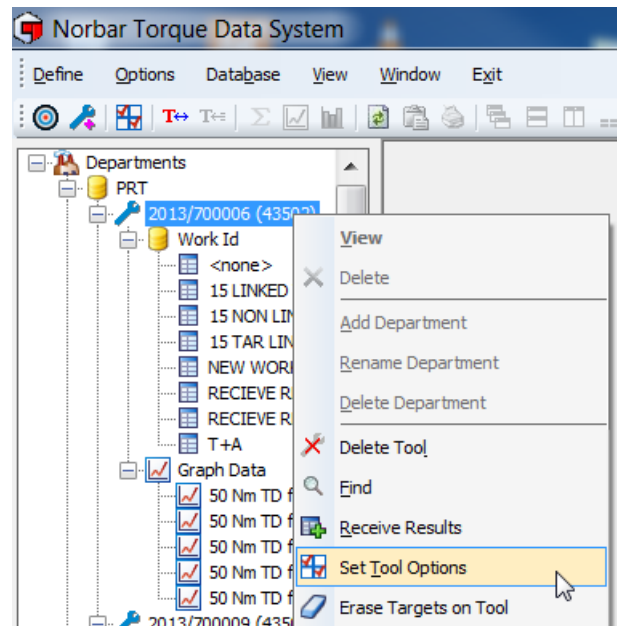 Norbar Torque Data System
Define Options Database View Window Exit
T T
Departments
PRT
2013/700006 (43502)
Work Id
<none>
15 LINKED
15 NON LIN
15 TAR LIN
NEW WOR
RECIEVE R
RECIEVE R
T+A
Graph Data
50 Nm TD f
50 Nm TD f
50 Nm TD f
50 Nm TD f
50 Nm TD f
2013/700009 (435
View
Delete
Add Department
Rename Department
Delete Department
Delete Tool
Find
Receive Results
Set Tool Options
Erase Targets on Tool